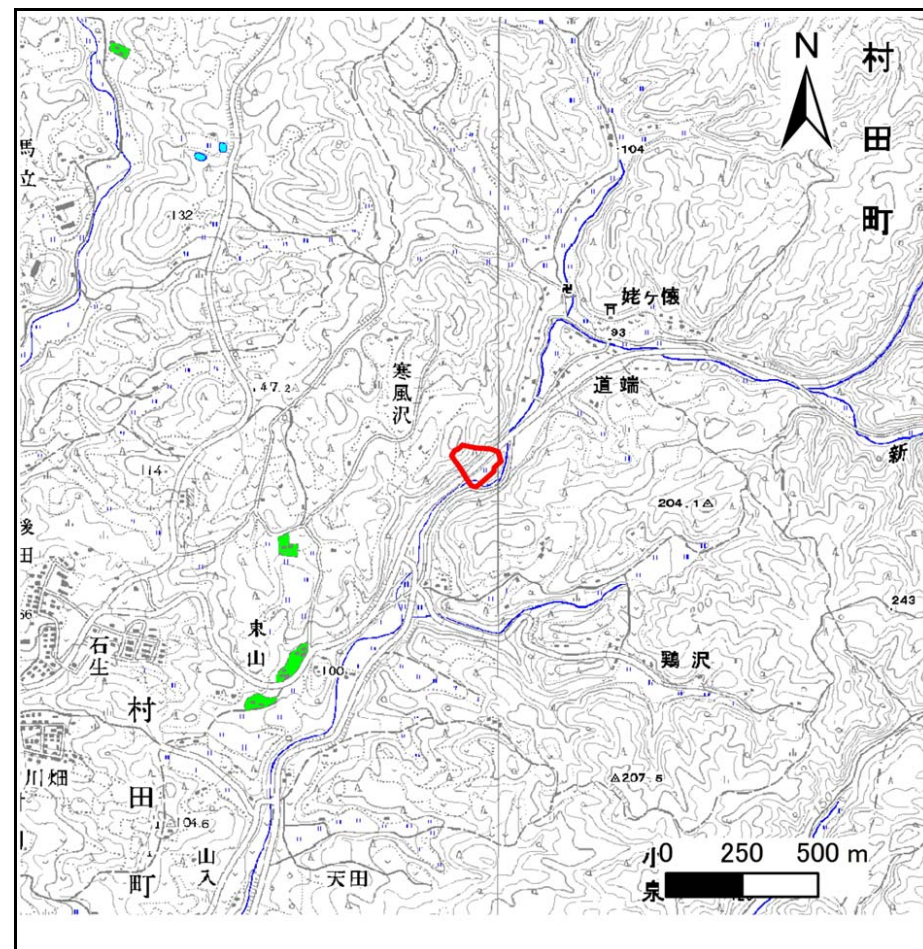 N
村田町
馬立
104
132
姥ケ懐
93
道端
寒風沢
47.2
新
114
204.1
後田
243
200
石生
東山
100
鶏沢
村田町
川畑
207.5
104.6
山入
天田
小泉
0 250 500 m